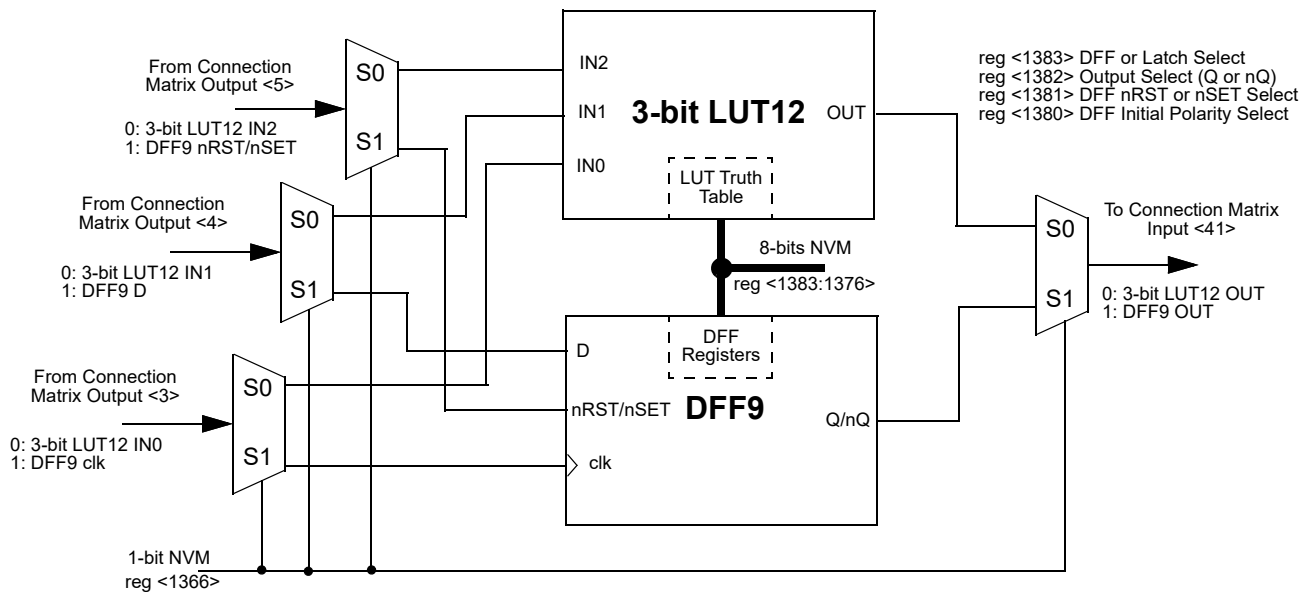 From Connection
Matrix Output <5>
0: 3-bit LUT12 IN2
1: DFF9 nRST/nSET
S0
S1
From Connection
Matrix Output <4>
0: 3-bit LUT12 IN1
1: DFF9 D
S0
S1
From Connection
Matrix Output <3>
0: 3-bit LUT12 IN0
1: DFF9 clk
S0
S1
1-bit NVM
reg <1366>
IN2
IN1
IN0
3-bit LUT12
OUT
LUT Truth
Table
8-bits NVM
reg <1383:1376>
DFF
Registers
D
nRST/nSET
clk
DFF9
Q/nQ
reg <1383> DFF or Latch Select
reg <1382> Output Select (Q or nQ)
reg <1381> DFF nRST or nSET Select
reg <1380> DFF Initial Polarity Select
S0
S1
To Connection Matrix
Input <41>
0: 3-bit LUT12 OUT
1: DFF9 OUT